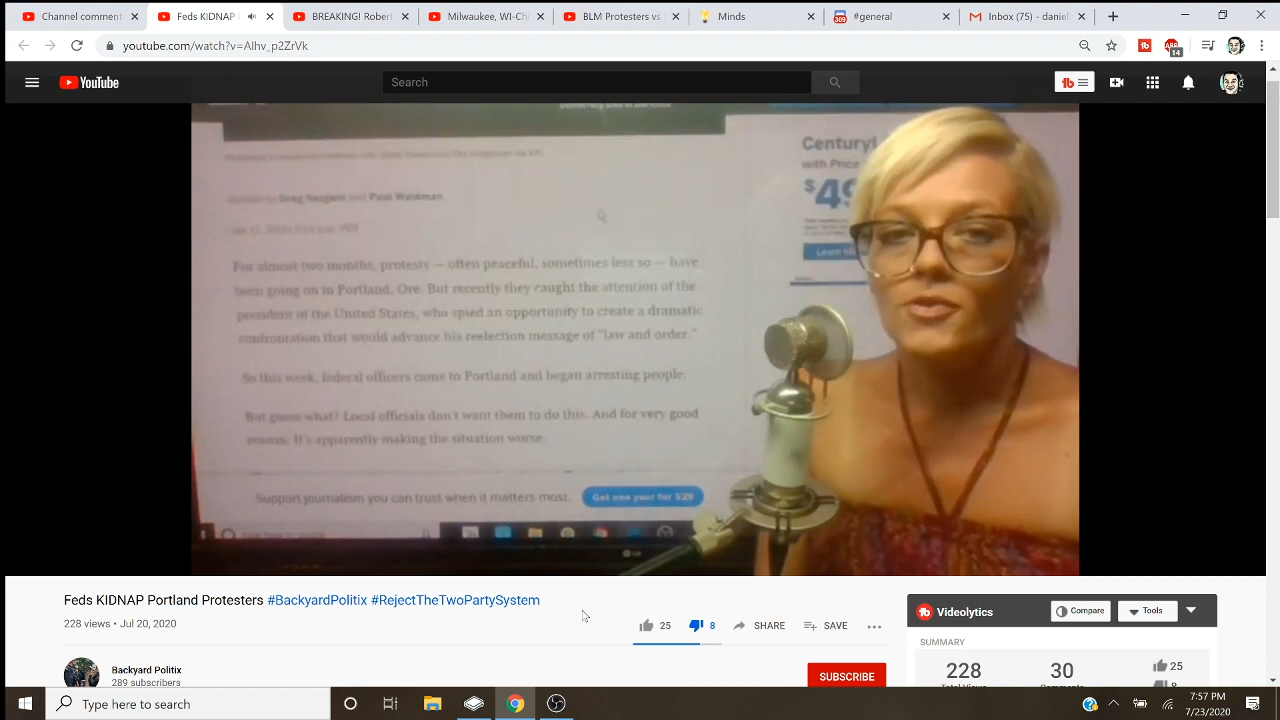 Channel comment
Feds KIDNAP P
BREAKING! Robert
Milwaukee, WI-Ch
BLM Protesters vs
Minds
309
#general
Inbox (75) - daniel
youtube.com/watch?v=AIhv_p2ZrVk
14
YouTube
Search
by Greg Sargent and Paul Waldman
CenturyL
with Price
$49
Learn Mo
For almost two months, protests — often peaceful, sometimes less so — have
been going on in Portland, Ore. But recently they caught the attention of the
president of the United States, who spied an opportunity to create a dramatic
confrontation that would advance his reelection message of "law and order."
So this week, federal officers came to Portland and began arresting people.
But guess what? Local officials don't want them to do this. And for very good
reason. It's apparently making the situation worse.
Support journalism you can trust when it matters most.
Get one year for $29
LG
Feds KIDNAP Portland Protesters #BackyardPolitix #RejectTheTwoPartySystem
228 views • Jul 20, 2020
25
8
SHARE
SAVE
Backyard Politix
289 subscribers
SUBSCRIBE
Videolytics
Compare
Tools
SUMMARY
228
30
25
Type here to search
7:57 PM
7/23/2020